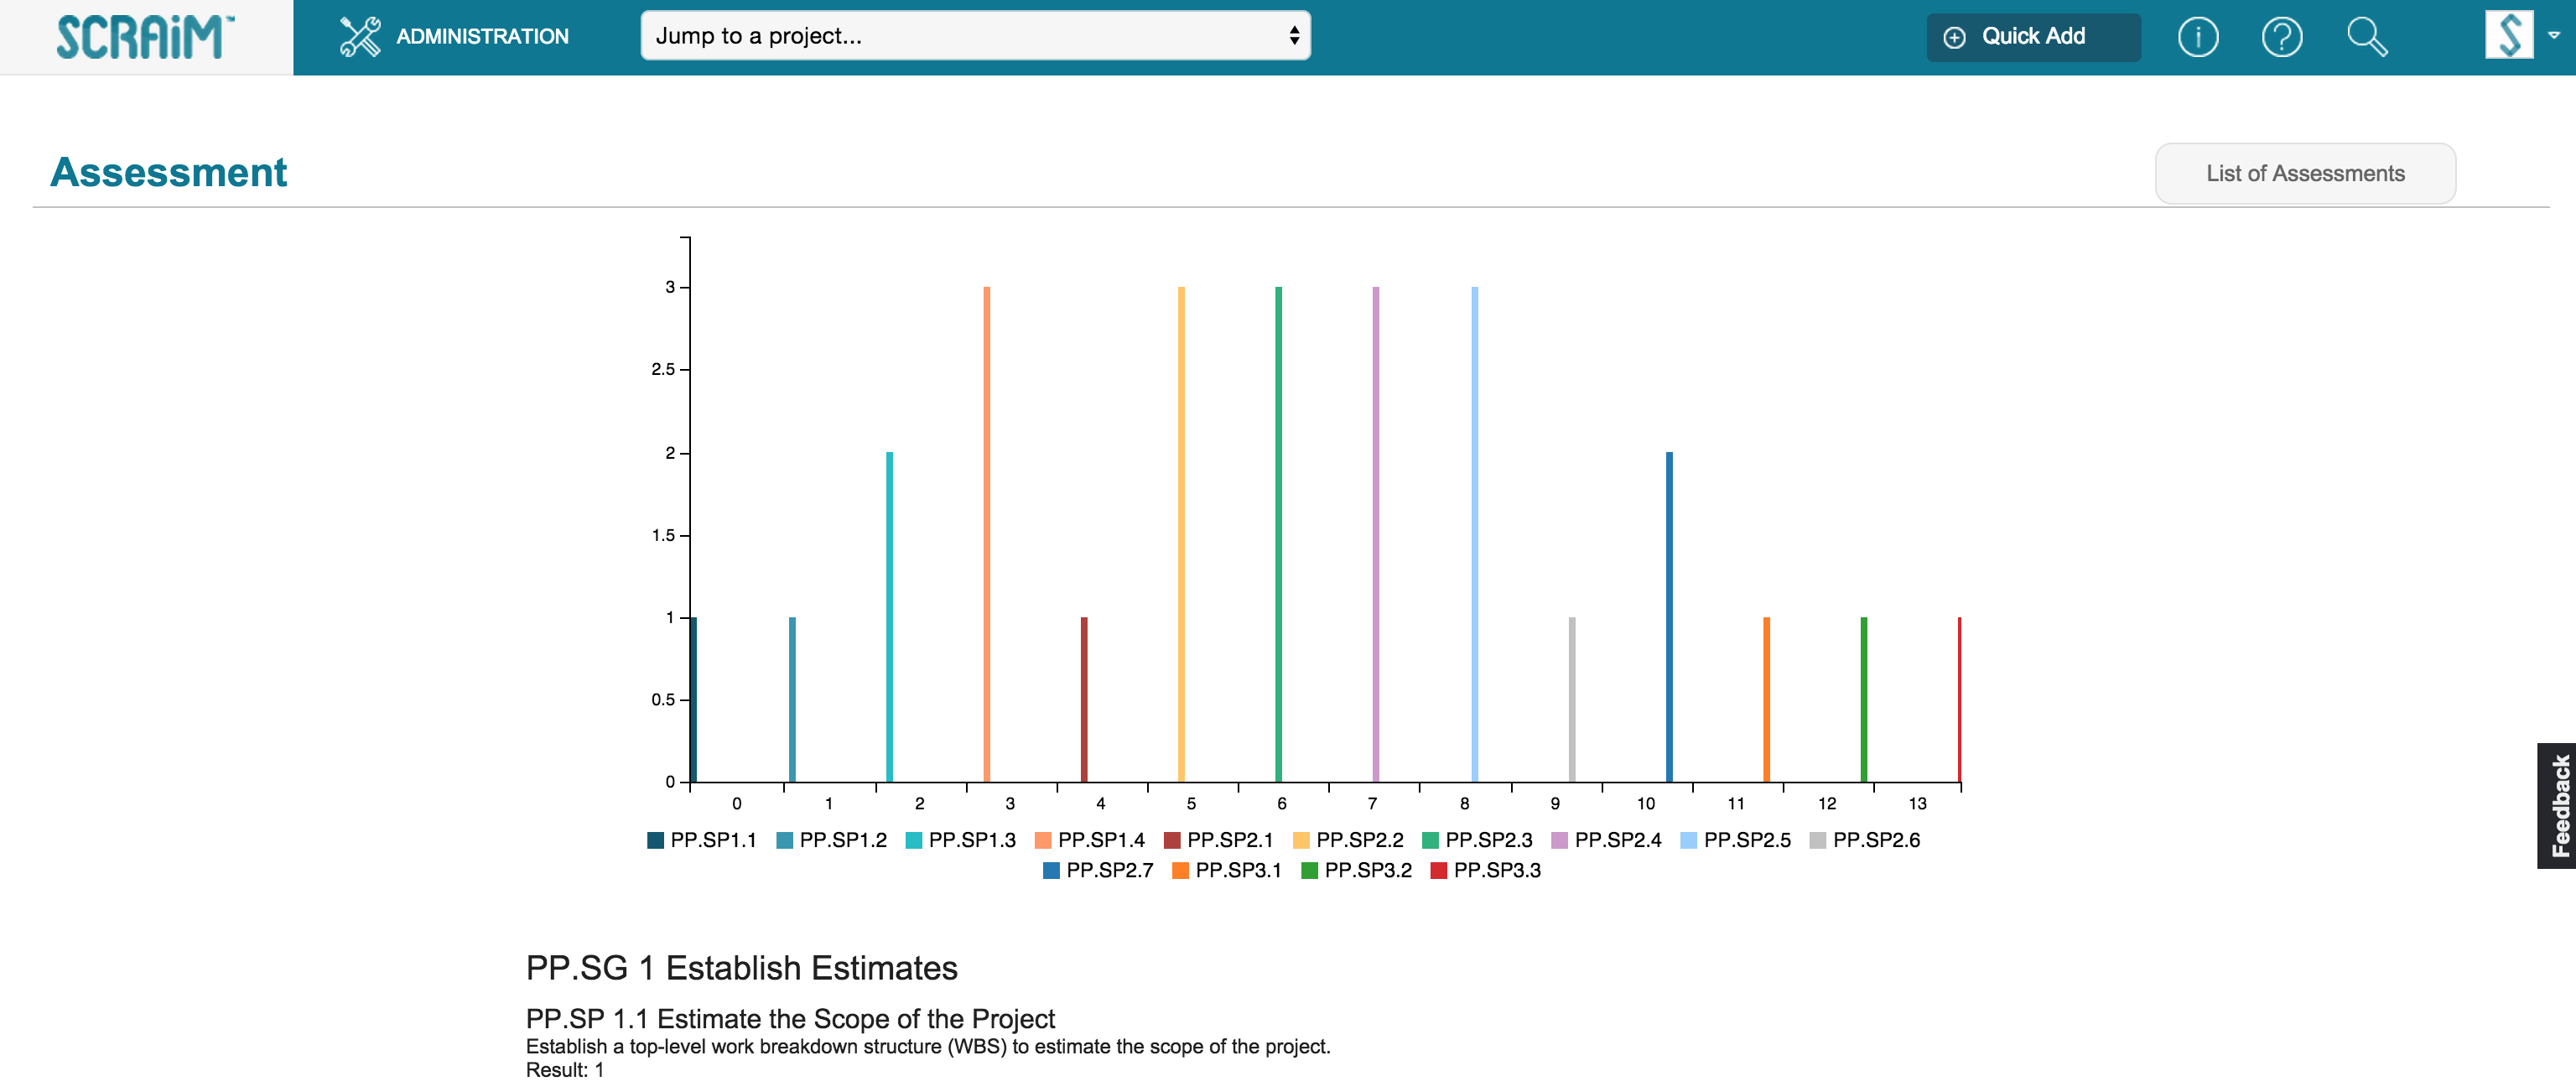 SCRAiM™
ADMINISTRATION
Jump to a project...
Quick Add
Assessment
List of Assessments
3
2.5
2
1.5
1
0.5
0
0 1 2 3 4 5 6 7 8 9 10 11 12 13
PP.SP1.1 PP.SP1.2 PP.SP1.3 PP.SP1.4 PP.SP2.1 PP.SP2.2 PP.SP2.3 PP.SP2.4 PP.SP2.5 PP.SP2.6
PP.SP2.7 PP.SP3.1 PP.SP3.2 PP.SP3.3
Feedback
PP.SG 1 Establish Estimates
PP.SP 1.1 Estimate the Scope of the Project
Establish a top-level work breakdown structure (WBS) to estimate the scope of the project.
Result: 1